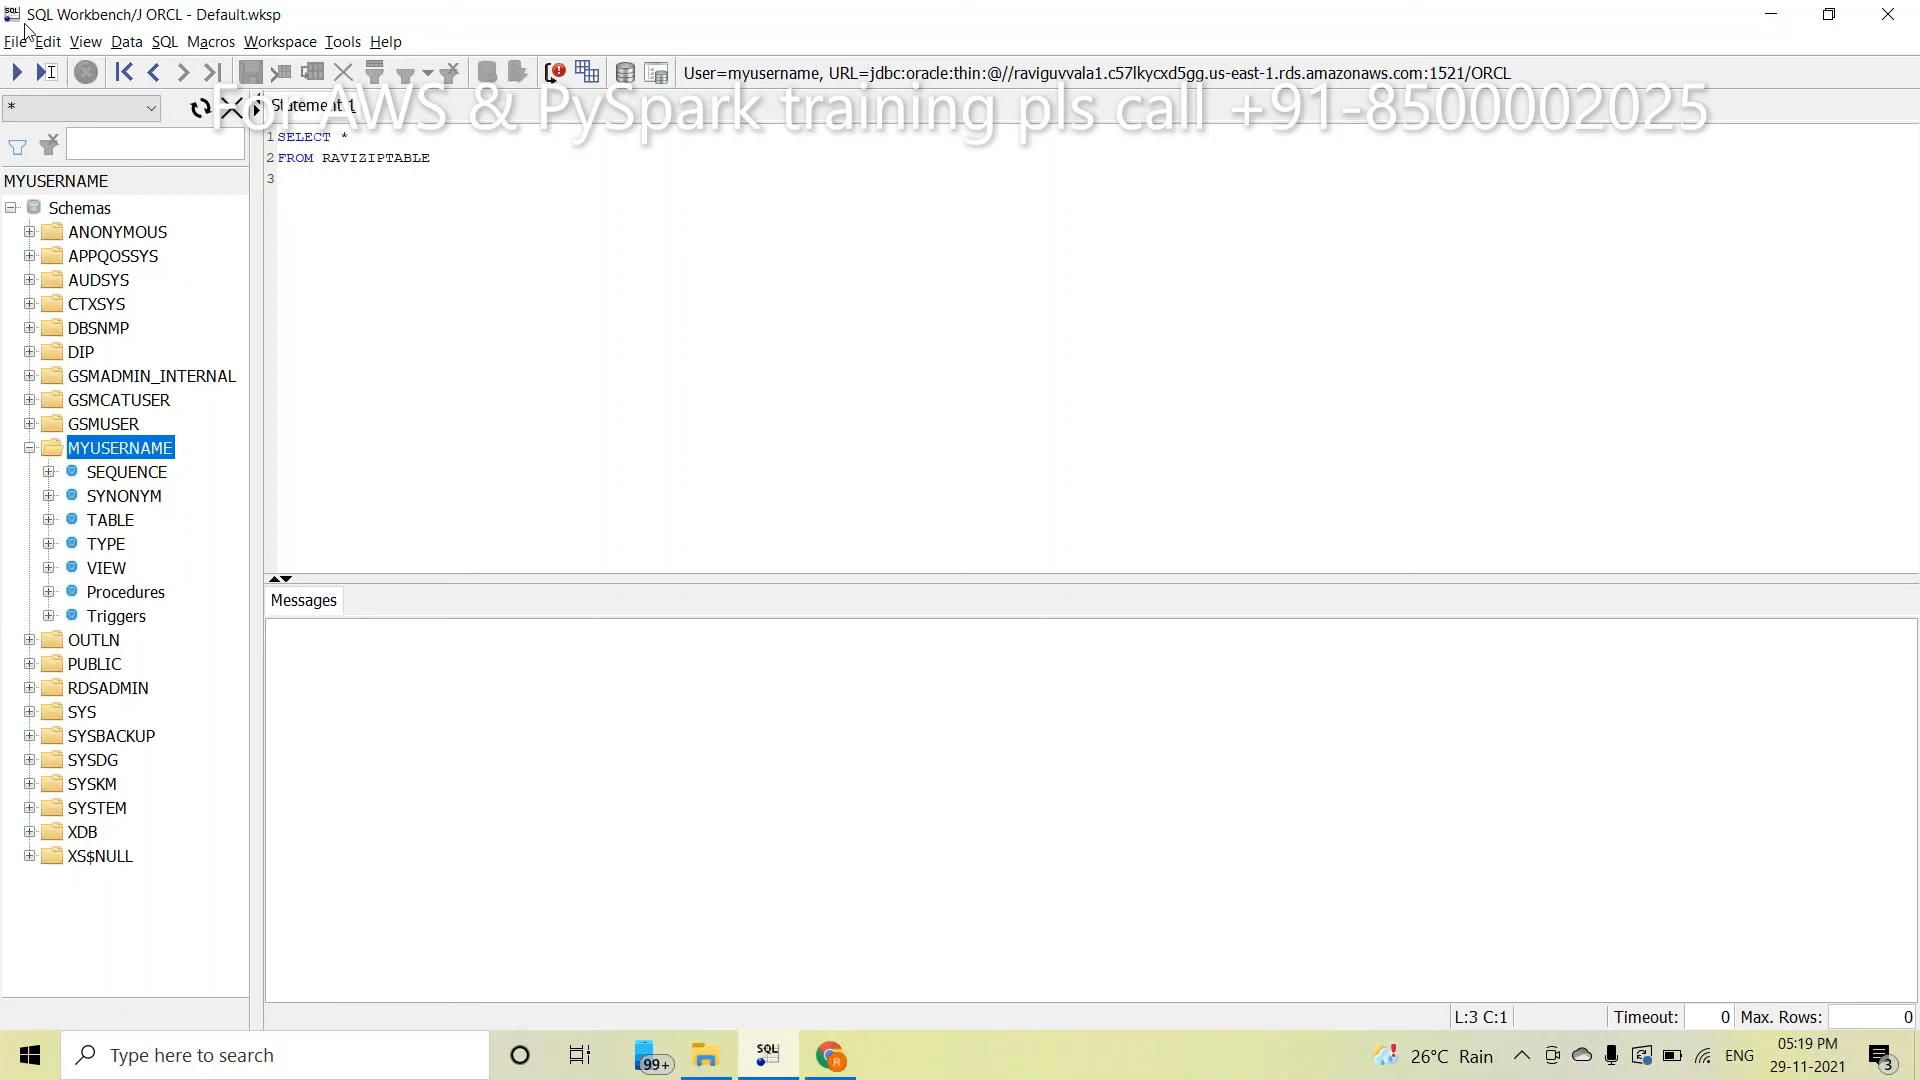 SQL Workbench/J ORCL - Default.wksp
File Edit View Data SQL Macros Workspace Tools Help
User=myusername, URL=jdbc:oracle:thin:@//raviguvvala1.c57lkycxd5gg.us-east-1.rds.amazonaws.com:1521/ORCL
For AWS & PySpark training pls call +91-8500002025
*
Statement 1
1 SELECT *
2 FROM RAVIZIPTABLE
3
MYUSERNAME
Schemas
ANONYMOUS
APPQOSSYS
AUDSYS
CTXSYS
DBSNMP
DIP
GSMADMIN_INTERNAL
GSMCATUSER
GSMUSER
MYUSERNAME
SEQUENCE
SYNONYM
TABLE
TYPE
VIEW
Procedures
Triggers
OUTLN
PUBLIC
RDSADMIN
SYS
SYSBACKUP
SYSDG
SYSKM
SYSTEM
XDB
XS$NULL
Messages
L:3 C:1 Timeout: 0 Max. Rows: 0
Type here to search
99+
SQL
26°C Rain
ENG
05:19 PM
29-11-2021
3